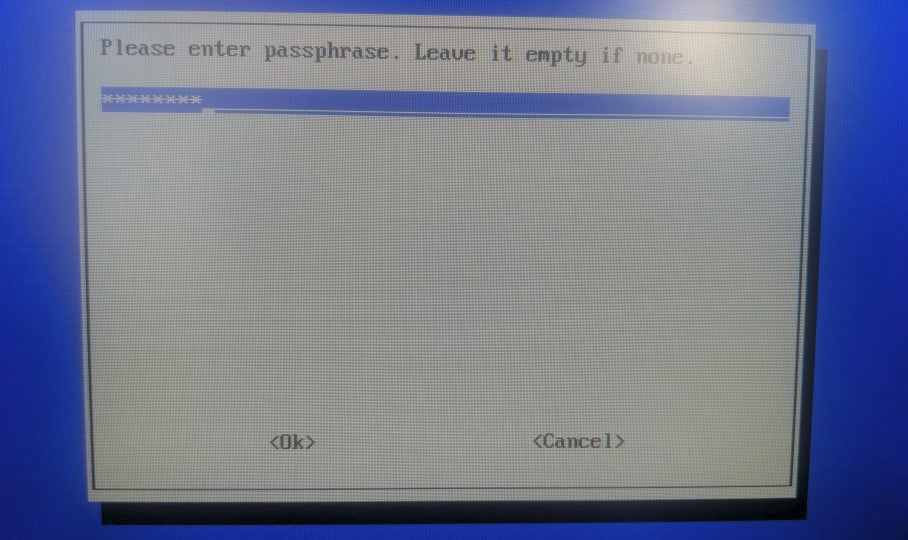 Please enter passphrase. Leave it empty if none.
********
<Ok> <Cancel>